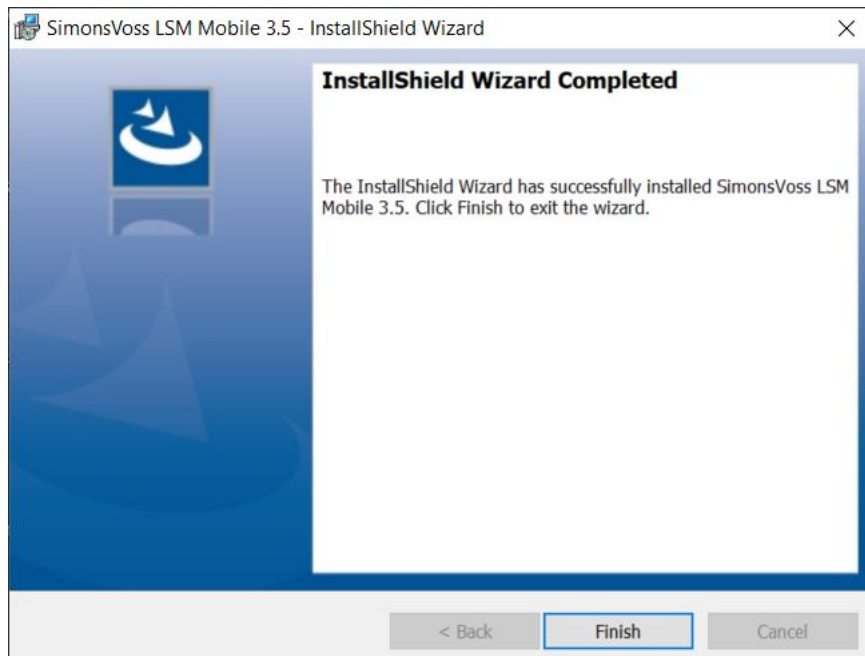 SimonsVoss LSM Mobile 3.5 - InstallShield Wizard
InstallShield Wizard Completed
The InstallShield Wizard has successfully installed SimonsVoss LSM
Mobile 3.5. Click Finish to exit the wizard.
< Back
Finish
Cancel